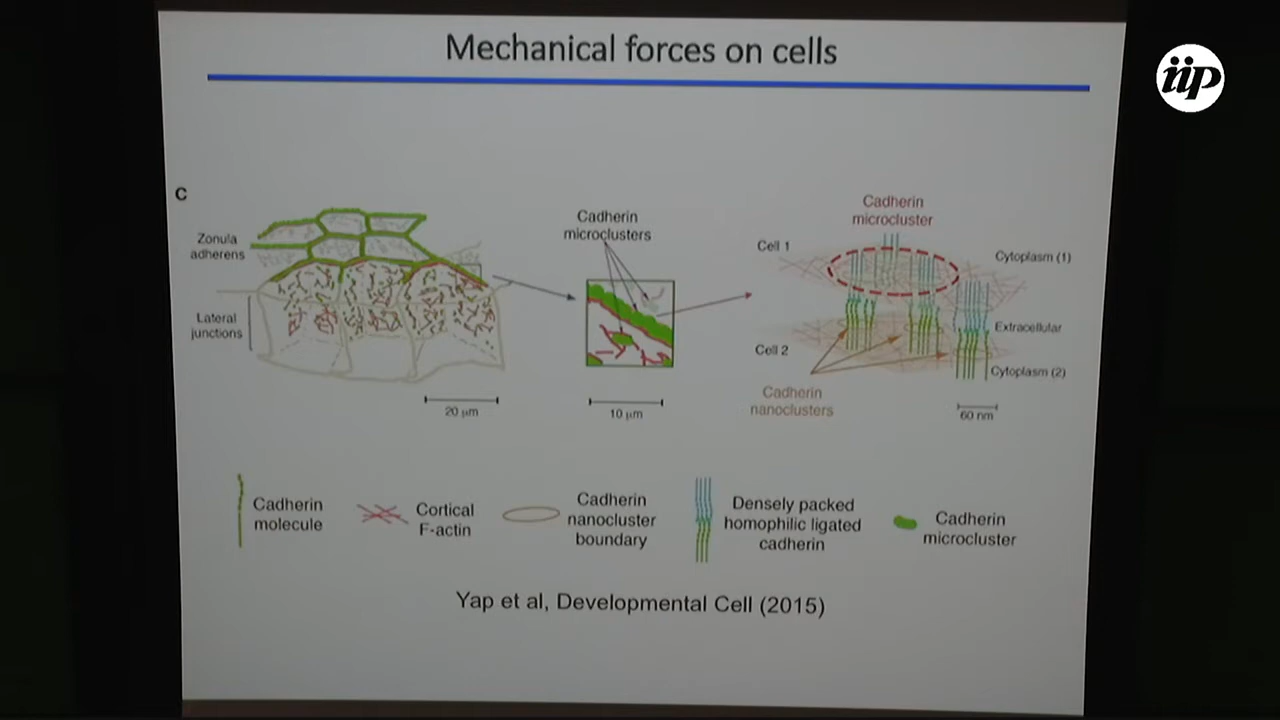 Mechanical forces on cells
iip
C
Zonula
adherens
Lateral
junctions
20 µm
Cadherin
microclusters
10 µm
Cadherin
microcluster
Cell 1
Cytoplasm (1)
Extracellular
Cell 2
Cytoplasm (2)
Cadherin
nanoclusters
60 nm
Cadherin
molecule
Cortical
F-actin
Cadherin
nanocluster
boundary
Densely packed
homophilic ligated
cadherin
Cadherin
microcluster
Yap et al, Developmental Cell (2015)